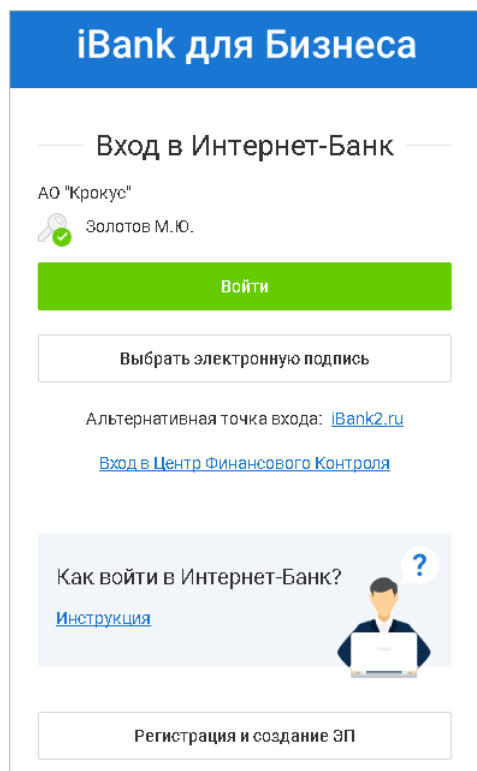 iBank для Бизнеса
Вход в Интернет-Банк
АО "Крокус"
Золотов М.Ю.
Войти
Выбрать электронную подпись
Альтернативная точка входа: iBank2.ru
Вход в Центр Финансового Контроля
?
Как войти в Интернет-Банк?
Инструкция
Регистрация и создание ЭП